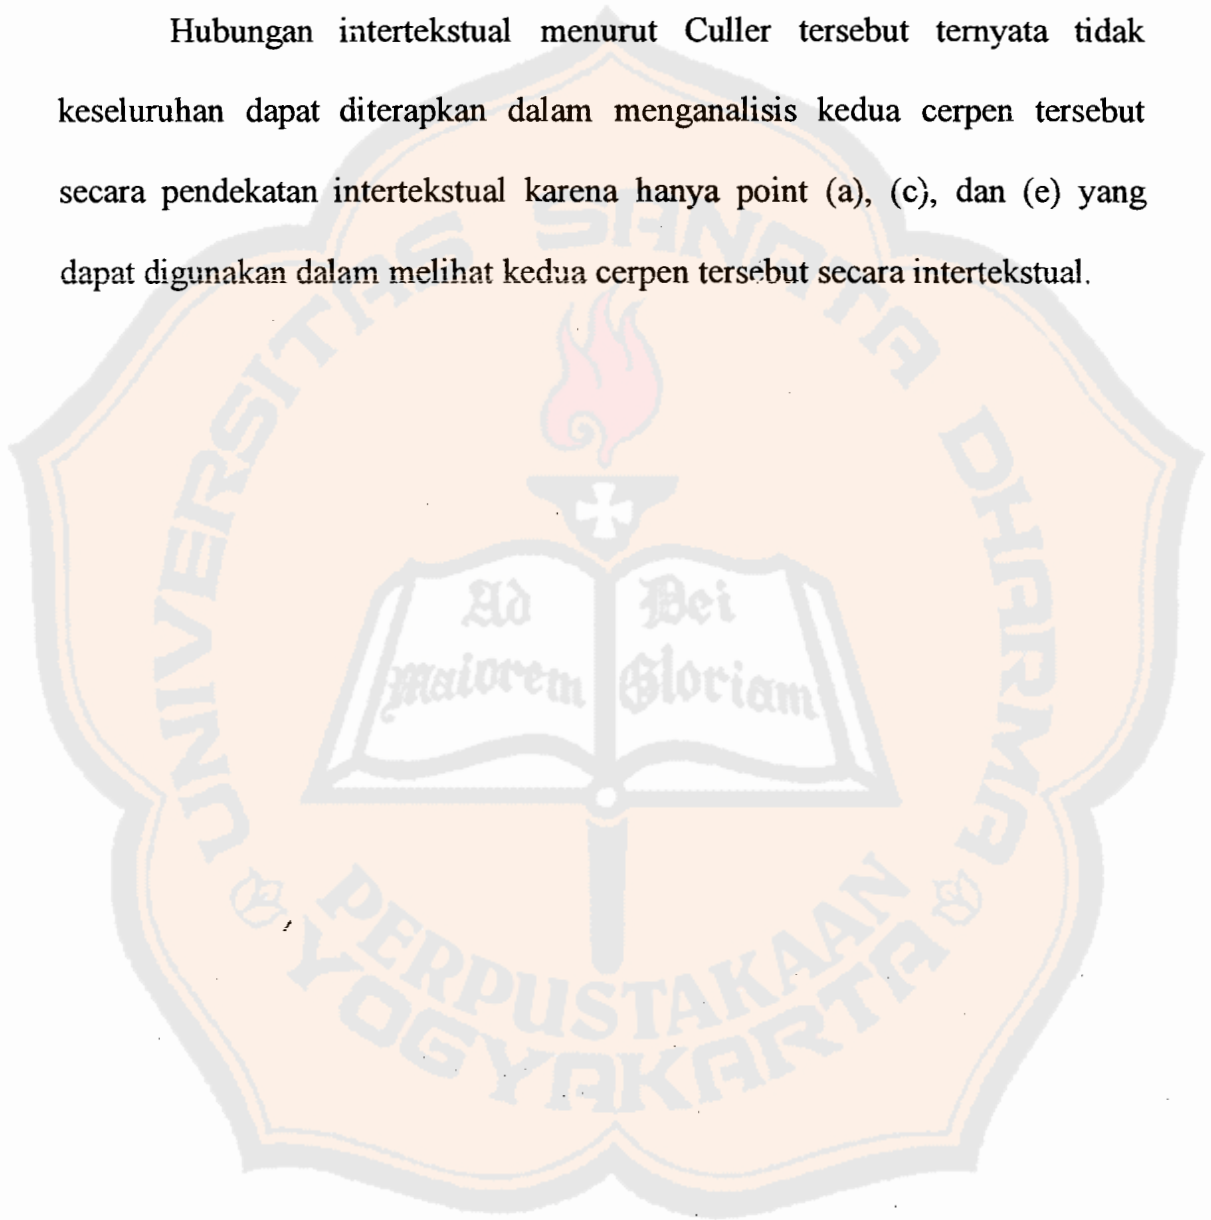 Hubungan intertekstual menurut Culler tersebut ternyata tidak
keseluruhan dapat diterapkan dalam menganalisis kedua cerpen tersebut
secara pendekatan intertekstual karena hanya point (a), (c), dan (e) yang
dapat digunakan dalam melihat kedua cerpen tersebut secara intertekstual.
UNIVERSITAS SANATA DHARMA
Ad
Maiorem
Dei
Gloriam
PERPUSTAKAAN
YOGYAKARTA